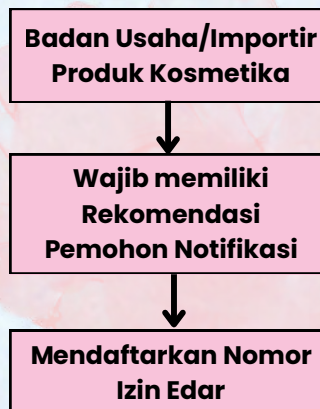 Badan Usaha/Importir
Produk Kosmetika
Wajib memiliki
Rekomendasi
Pemohon Notifikasi
Mendaftarkan Nomor
Izin Edar